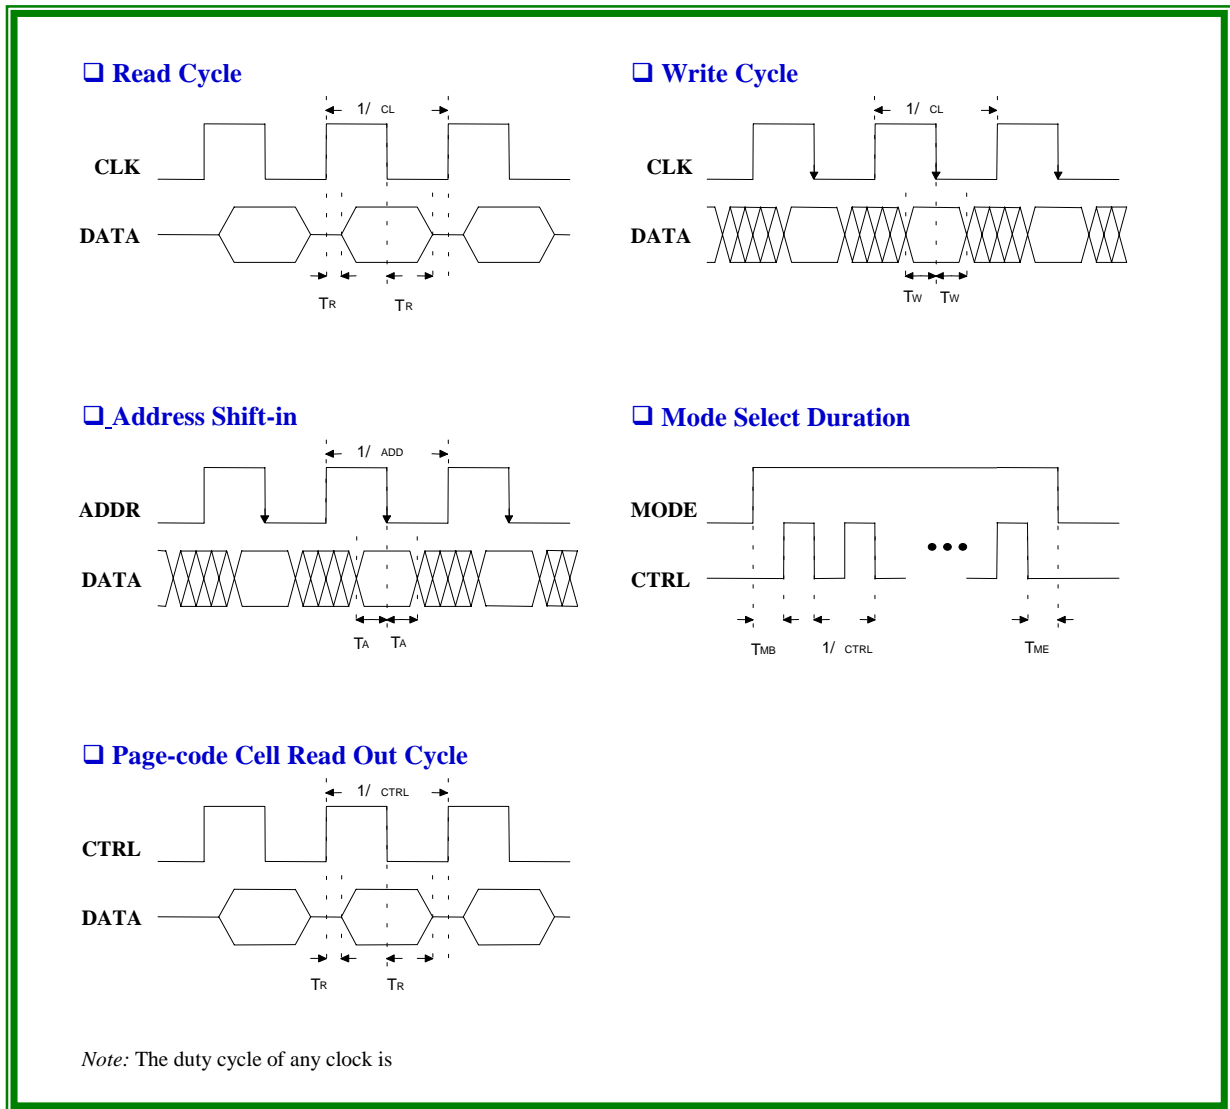 ❑ Read Cycle
1/ CL
CLK
DATA
TR TR
❑ Write Cycle
1/ CL
CLK
DATA
TW TW
❑ Address Shift-in
1/ ADD
ADDR
DATA
TA TA
❑ Mode Select Duration
MODE
CTRL
TMB 1/ CTRL TME
❑ Page-code Cell Read Out Cycle
1/ CTRL
CTRL
DATA
TR TR
Note: The duty cycle of any clock is